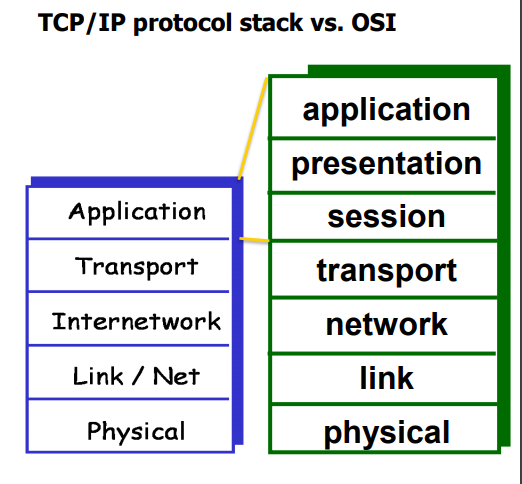 TCP/IP protocol stack vs. OSI
Application
Transport
Internetwork
Link / Net
Physical
application
presentation
session
transport
network
link
physical